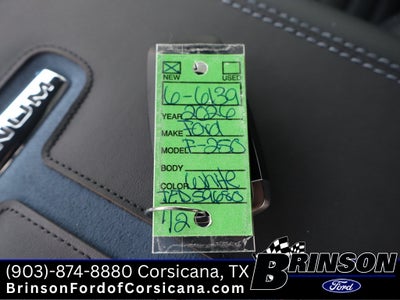 NEW USED
6-6139
YEAR 2026
MAKE Ford
MODEL F-250
BODY
COLOR White
TED59680
1/2
NUM
(903)-874-8880 Corsicana, TX
BrinsonFordofCorsicana.com
BRINSON
Ford